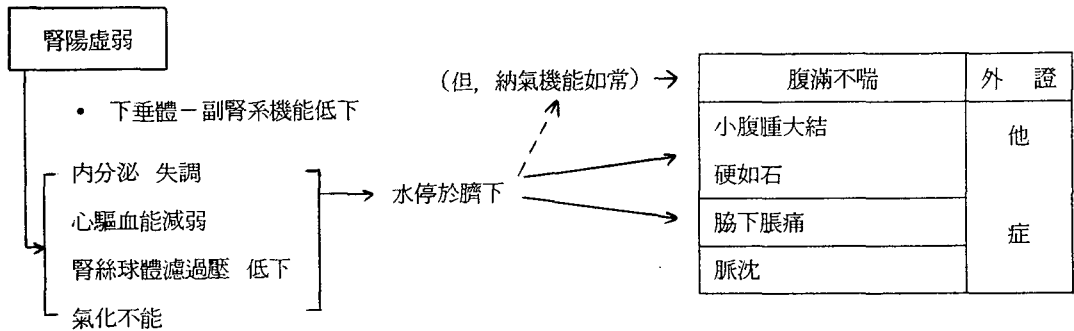 腎陽虛弱
• 下垂體－副腎系機能低下
内分泌 失調
心驅血能減弱
腎絲球體濾過壓 低下
氣化不能
水停於臍下
(但, 納氣機能如常)
腹滿不喘
外 證
小腹腫大結
硬如石
脇下脹痛
脈沈
他
症